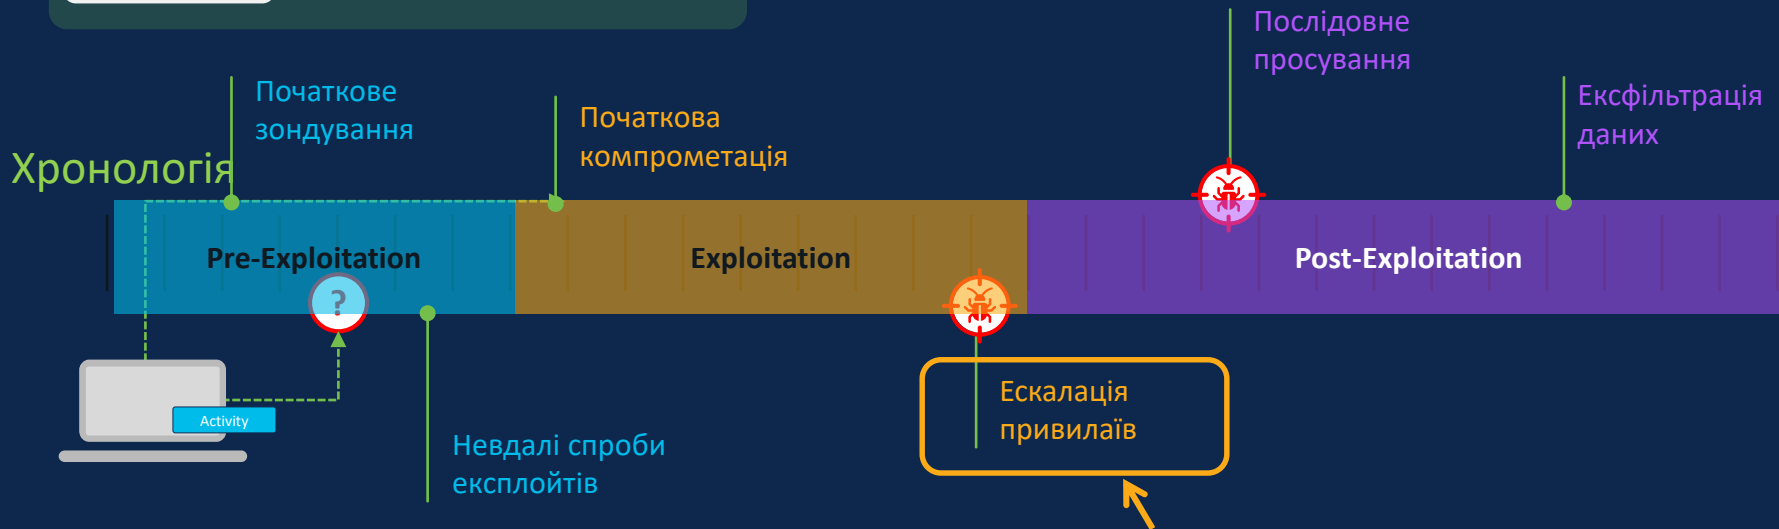 Послідовне
просування
Початкове
зондування
Ексфільтрація
даних
Початкова
компрометація
Хронологія
Pre-Exploitation
Exploitation
Post-Exploitation
?
Activity
Ескалація
привилаїв
Невдалі спроби
експлойтів